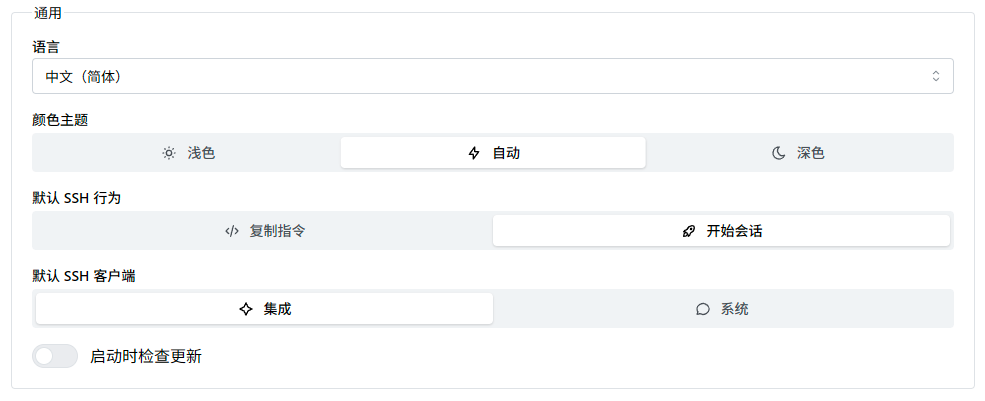 通用
语言
中文（简体）
颜色主题
浅色 自动 深色
默认 SSH 行为
复制指令 开始会话
默认 SSH 客户端
集成 系统
启动时检查更新